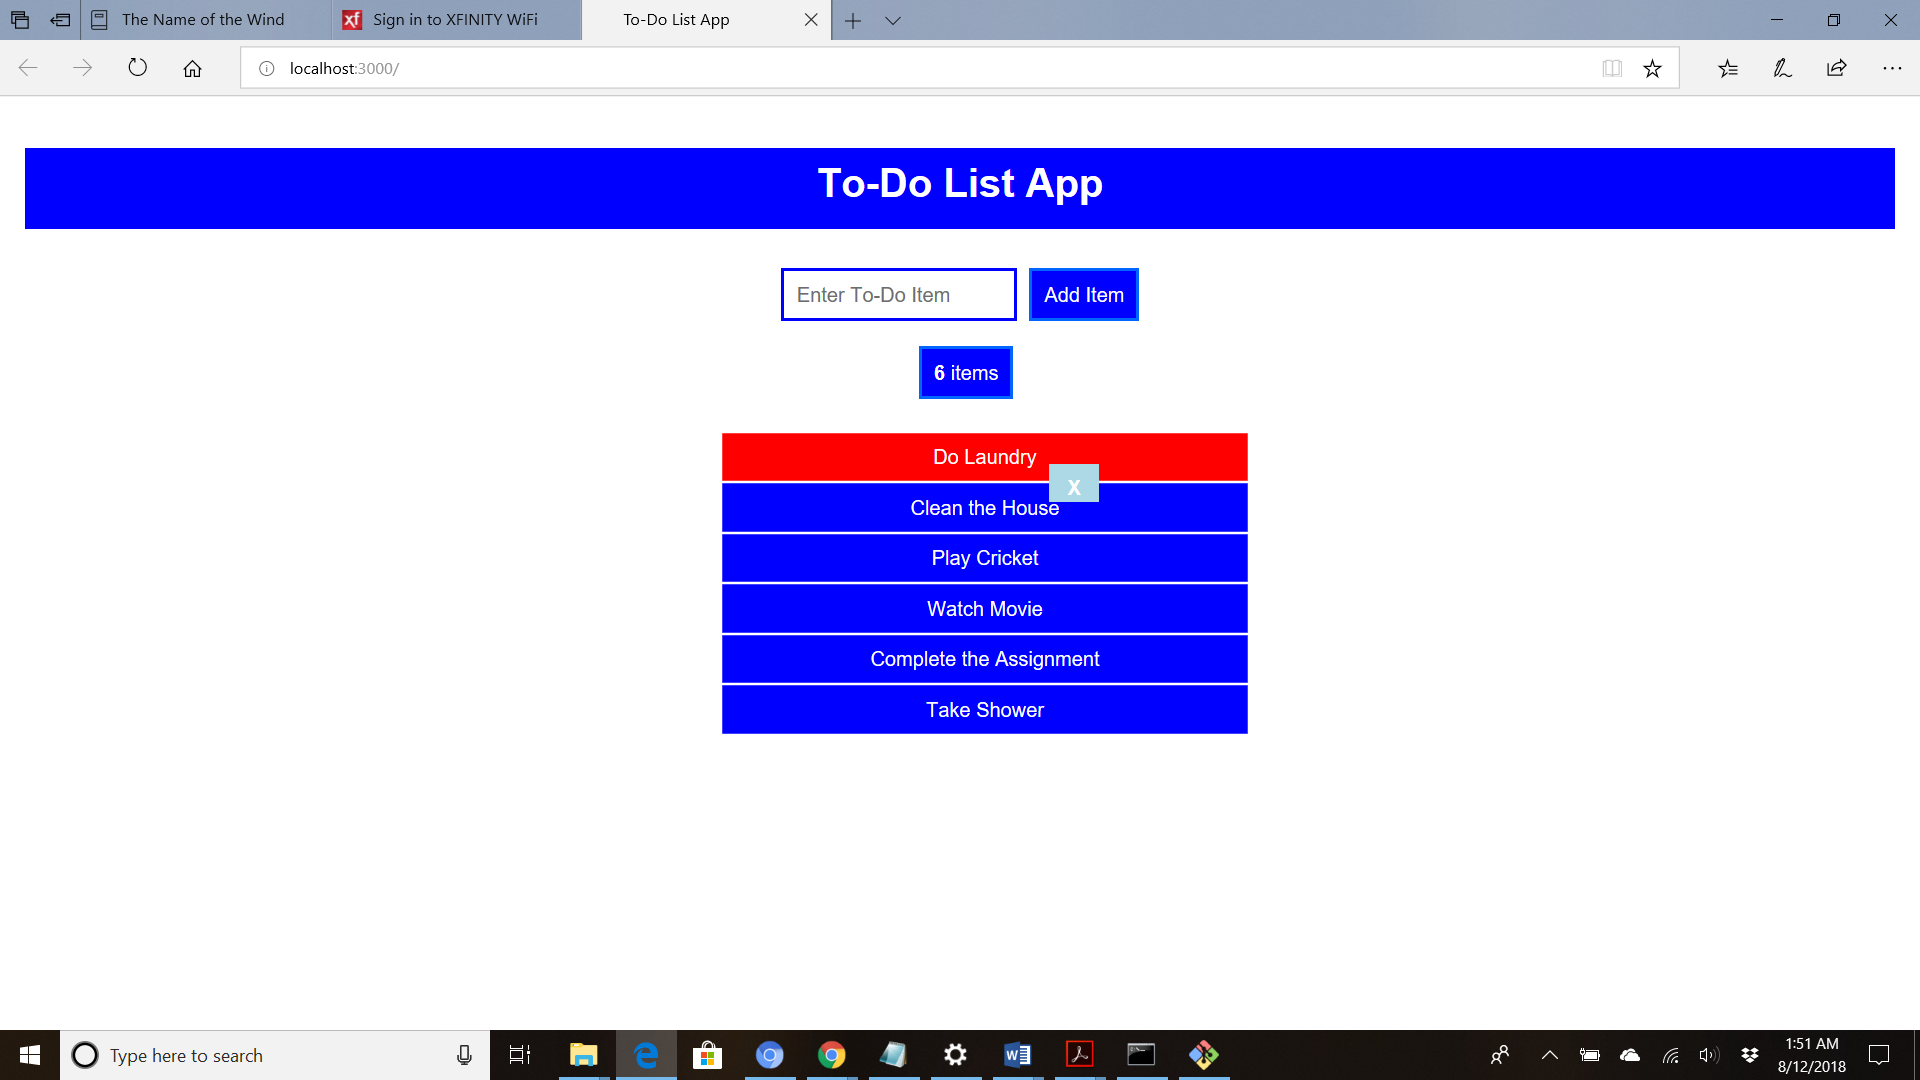 The Name of the Wind
xf Sign in to XFINITY WiFi
To-Do List App
localhost:3000/
To-Do List App
Enter To-Do Item
Add Item
6 items
Do Laundry
x
Clean the House
Play Cricket
Watch Movie
Complete the Assignment
Take Shower
Type here to search
1:51 AM
8/12/2018